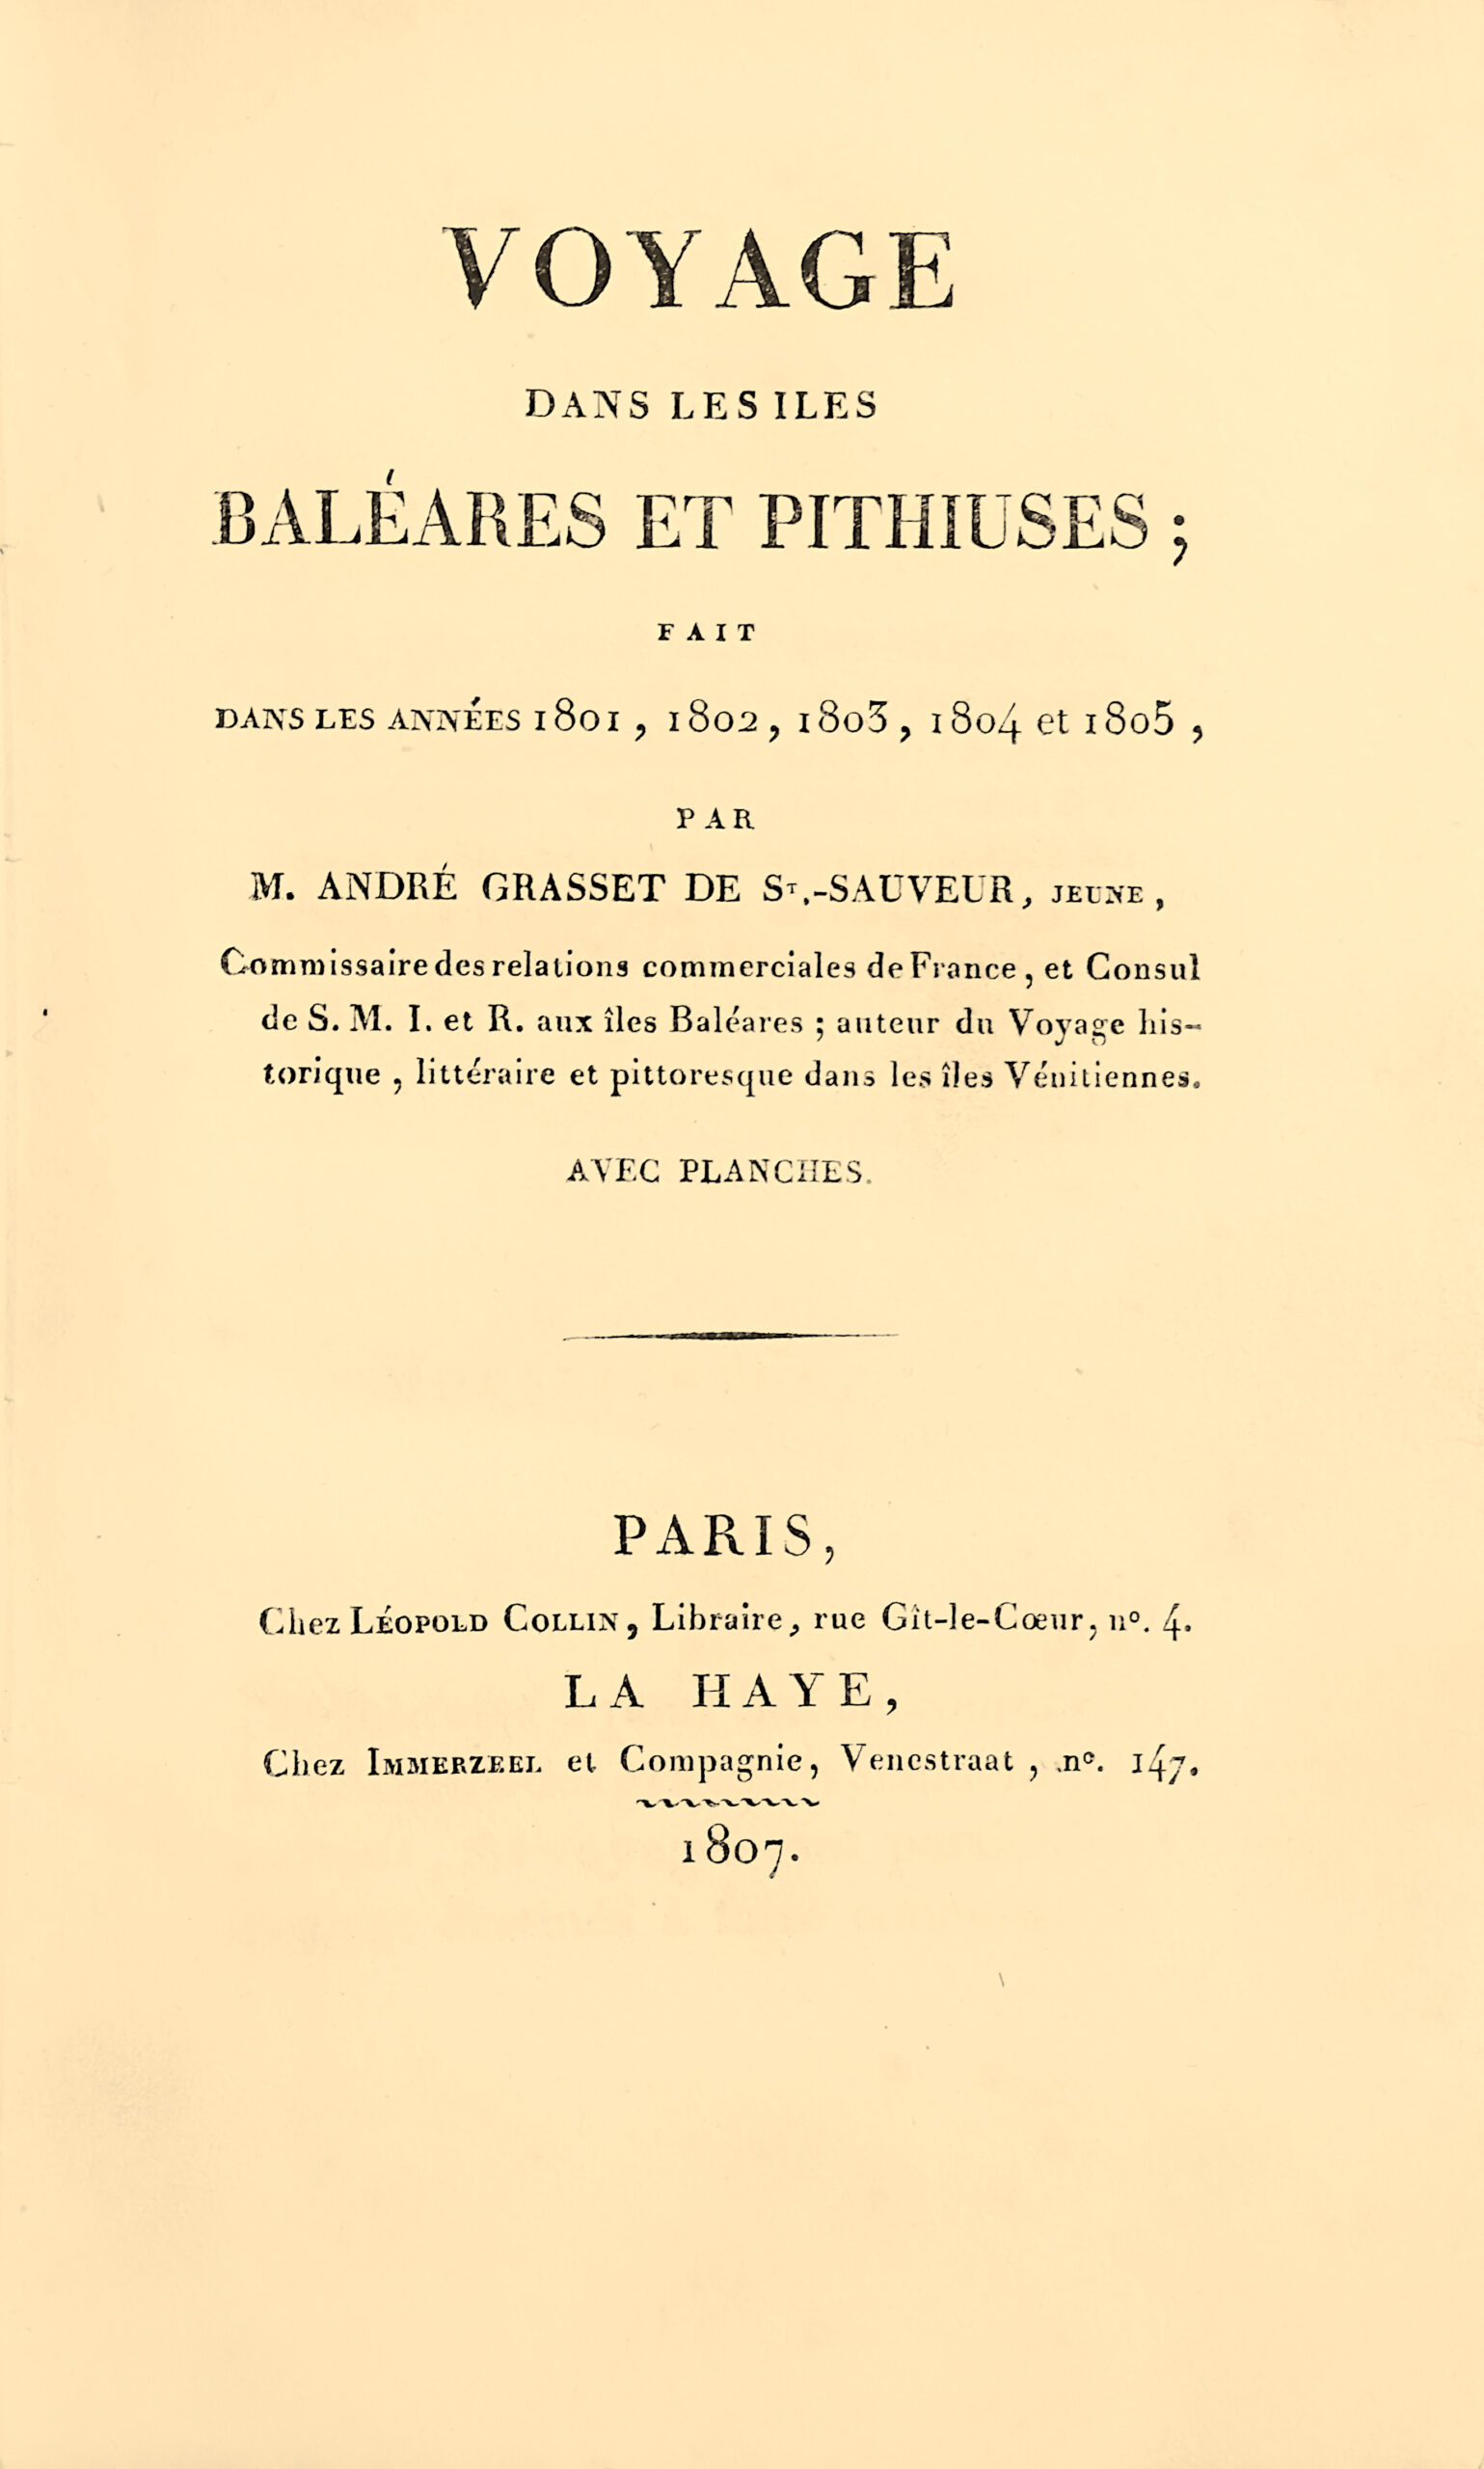 VOYAGE
DANS LES ILES
BALÉARES ET PITHIUSES ;
FAIT
DANS LES ANNÉES 1801 , 1802 , 1803 , 1804 et 1805 ,
PAR
M. ANDRÉ GRASSET DE ST.-SAUVEUR, JEUNE ,
Commissaire des relations commerciales de France , et Consul
de S. M. I. et R. aux îles Baléares ; auteur du Voyage his-
torique , littéraire et pittoresque dans les îles Vénitiennes.
AVEC PLANCHES.
PARIS,
Chez LÉOPOLD COLLIN , Libraire , rue Gît-le-Cœur , nº. 4.
LA HAYE,
Chez IMMERZEEL et Compagnie, Venestraat , nº. 147.
1807.